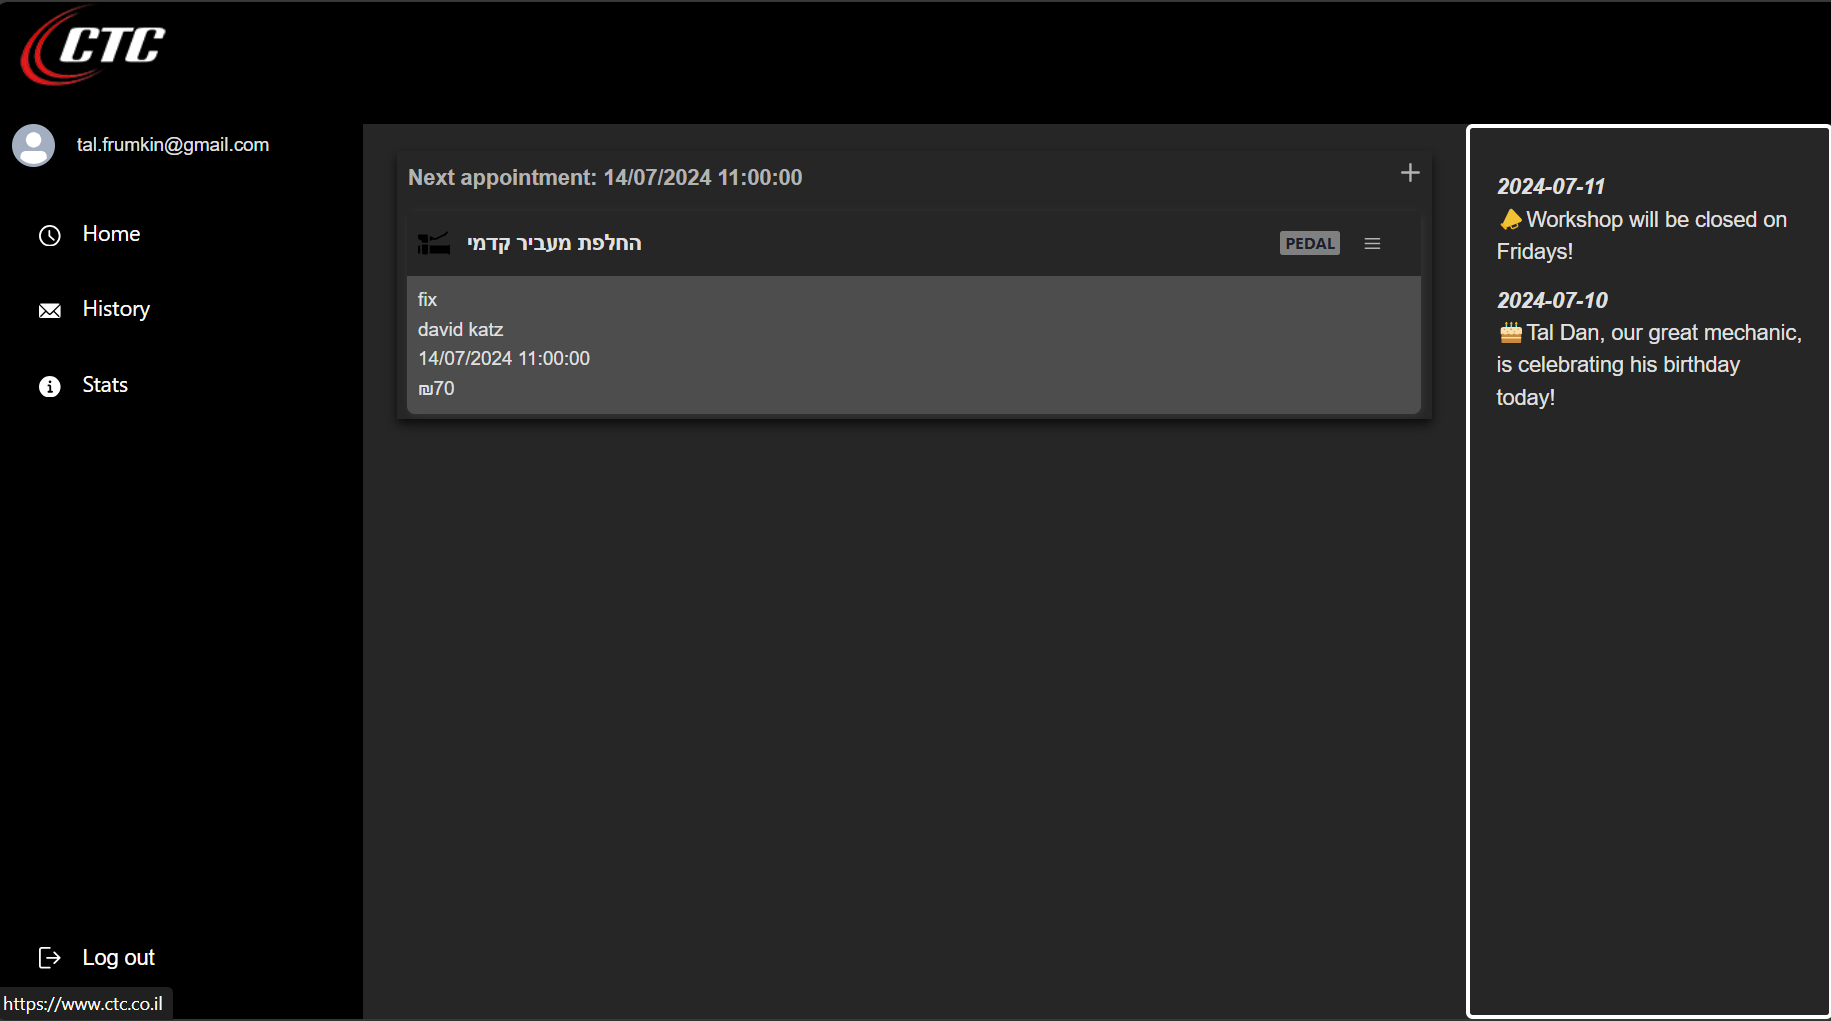 CTC
tal.frumkin@gmail.com
Home
History
Stats
Log out
https://www.ctc.co.il
Next appointment: 14/07/2024 11:00:00
החלפת מעביר קדמי
PEDAL
fix
david katz
14/07/2024 11:00:00
₪70
2024-07-11
📣Workshop will be closed on
Fridays!
2024-07-10
🎂Tal Dan, our great mechanic,
is celebrating his birthday
today!